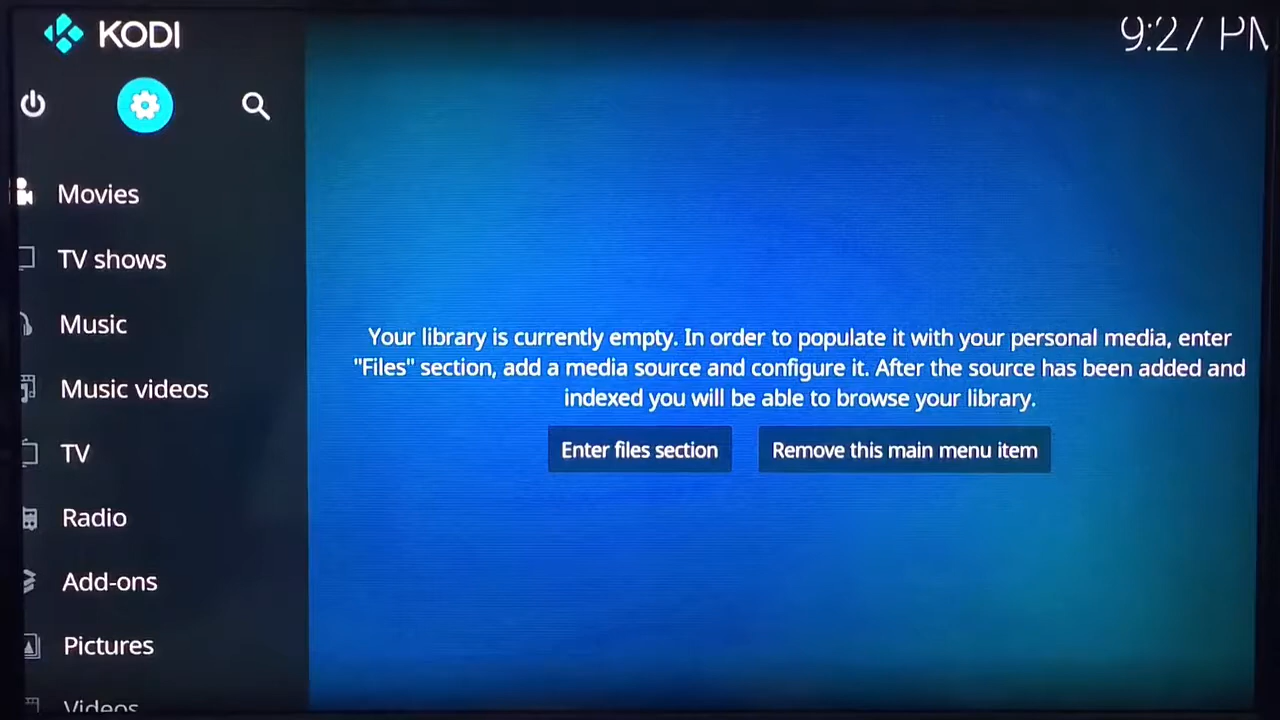 KODI
9:27 PM
Movies
TV shows
Music
Music videos
TV
Radio
Add-ons
Pictures
Videos
Your library is currently empty. In order to populate it with your personal media, enter
"Files" section, add a media source and configure it. After the source has been added and
indexed you will be able to browse your library.
Enter files section
Remove this main menu item